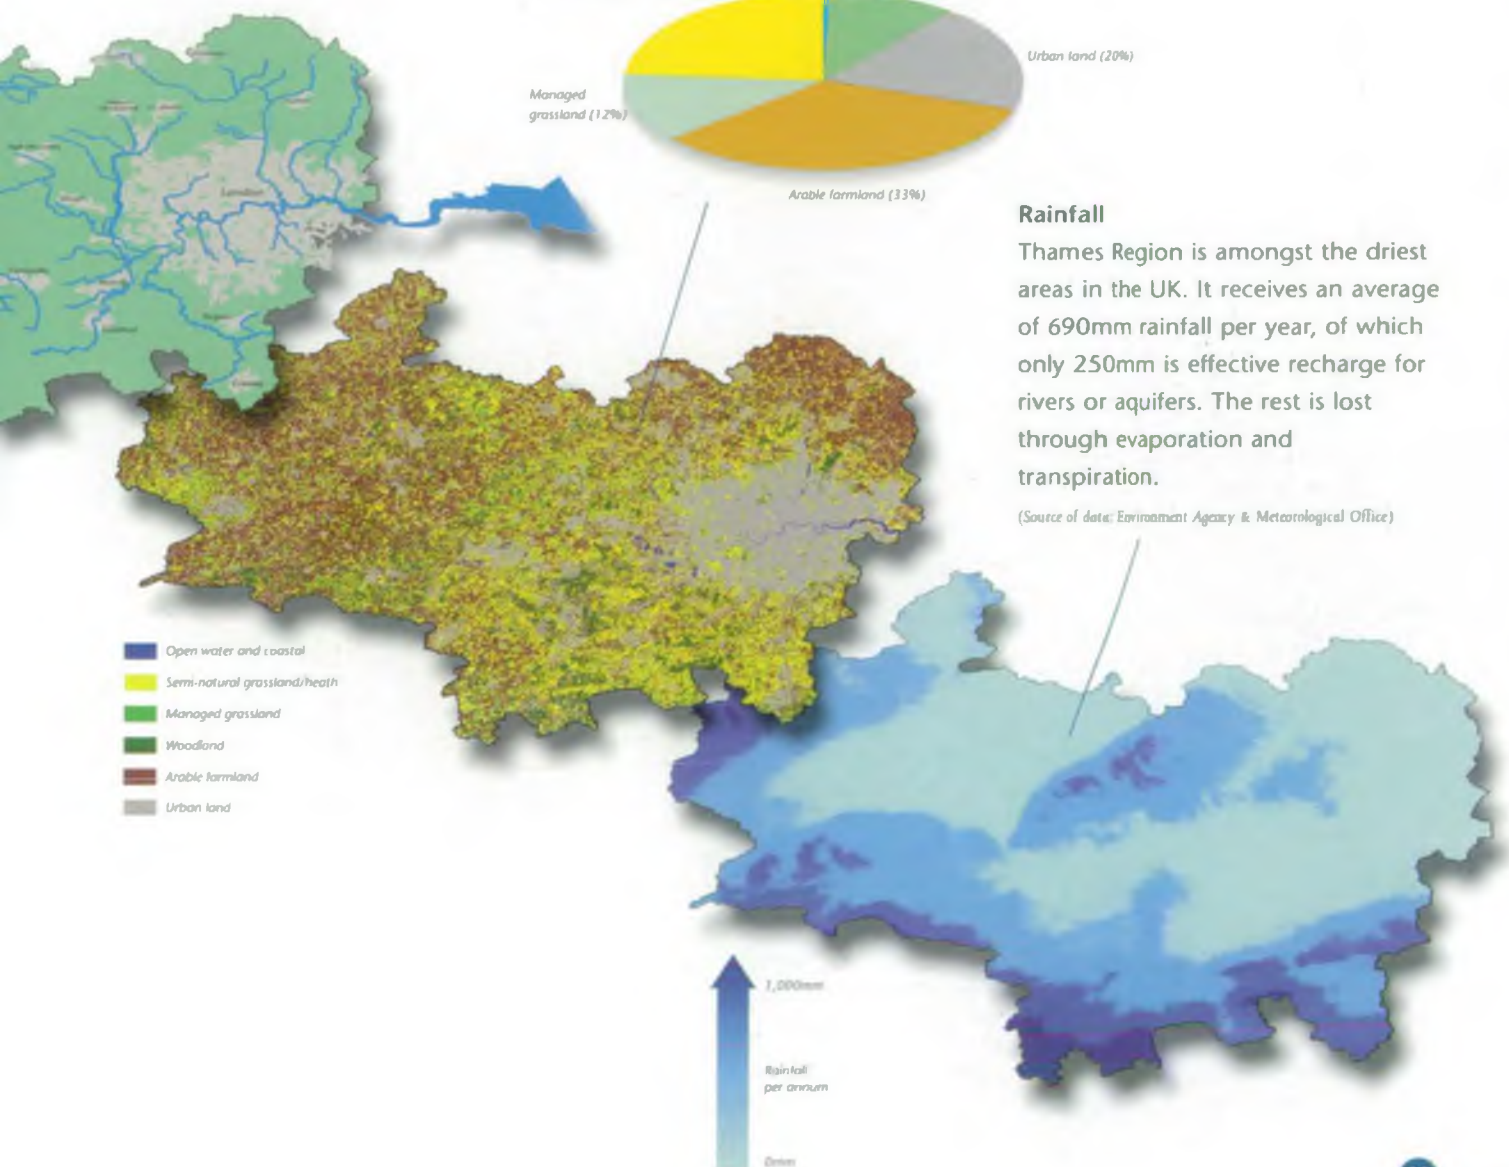 Urban land (20%)
Managed
grassland (12%)
Arable farmland (33%)
London
Rainfall
Thames Region is amongst the driest
areas in the UK. It receives an average
of 690mm rainfall per year, of which
only 250mm is effective recharge for
rivers or aquifers. The rest is lost
through evaporation and
transpiration.
(Source of data: Environment Agency & Meteorological Office)
Open water and coastal
Semi-natural grassland/heath
Managed grassland
Woodland
Arable farmland
Urban land
1,000mm
Rainfall
per annum